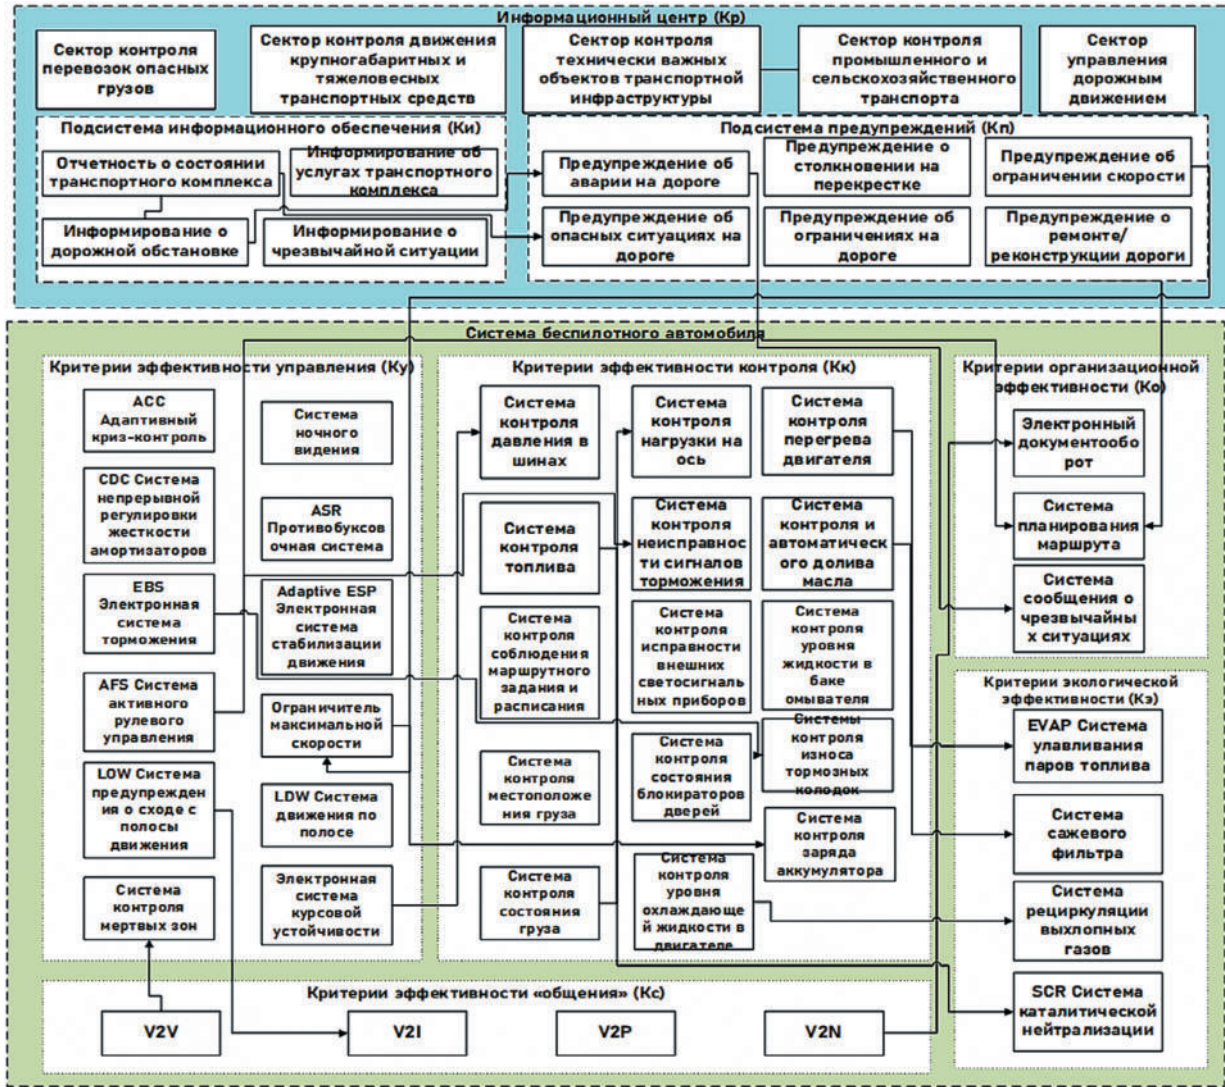 Информационный центр (Кр)
Сектор контроля
перевозок опасных
грузов
Сектор контроля движения
крупногабаритных и
тяжеловесных
транспортных средств
Сектор контроля
технически важных
объектов транспортной
инфраструктуры
Сектор контроля
промышленного и
сельскохозяйственного
транспорта
Сектор
управления
дорожным
движением
Подсистема информационного обеспечения (Ки)
Отчетность о состоянии
транспортного комплекса
Информирование об
услугах транспортного
комплекса
Информирование о
дорожной обстановке
Информирование о
чрезвычайной ситуации
Подсистема предупреждений (Кп)
Предупреждение об
аварии на дороге
Предупреждение о
столкновении на
перекрестке
Предупреждение об
ограничении скорости
Предупреждение об
опасных ситуациях на
дороге
Предупреждение об
ограничениях на
дороге
Предупреждение о
ремонте/
реконструкции дороги
Система беспилотного автомобиля
Критерии эффективности управления (Ку)
ACC
Адаптивный
криз-контроль
Система
ночного
видения
CDC Система
непрерывной
регулировки
жесткости
амортизаторов
ASR
Противобуксов
очная система
EBS
Электронная
система
торможения
Adaptive ESP
Электронная
система
стабилизации
движения
AFS Система
активного
рулевого
управления
Ограничитель
максимальной
скорости
LOW Система
предупрежден
ия о сходе с
полосы
движения
LDW Система
движения по
полосе
Система
контроля
мертвых зон
Электронная
система
курсовой
устойчивости
Критерии эффективности контроля (Кк)
Система
контроля
давления в
шинах
Система
контроля
нагрузки на
ось
Система
контроля
перегрева
двигателя
Система
контроля
топлива
Система
контроля
неисправнос
ти сигналов
торможения
Система
контроля и
автоматическ
ого долива
масла
Система
контроля
соблюдения
маршрутного
задания и
расписания
Система
контроля
исправности
внешних
светосигналь
ных приборов
Система
контроля
уровня
жидкости в
баке
омывателя
Система
контроля
местоположе
ния груза
Система
контроля
состояния
блокираторов
дверей
Системы
контроля
износа
тормозных
колодок
Система
контроля
заряда
аккумулятора
Система
контроля
состояния
груза
Система
контроля
уровня
охлаждающе
й жидкости в
двигателе
Критерии организационной
эффективности (Ко)
Электронный
документообо
рот
Система
планирования
маршрута
Система
сообщения о
чрезвычайны
х ситуациях
Критерии экологической
эффективности (Кэ)
EVAP Система
улавливания
паров топлива
Система
сажевого
фильтра
Система
рециркуляции
выхлопных
газов
SCR Система
каталитической
нейтрализации
Критерии эффективности «общения» (Кс)
V2V
V2I
V2P
V2N